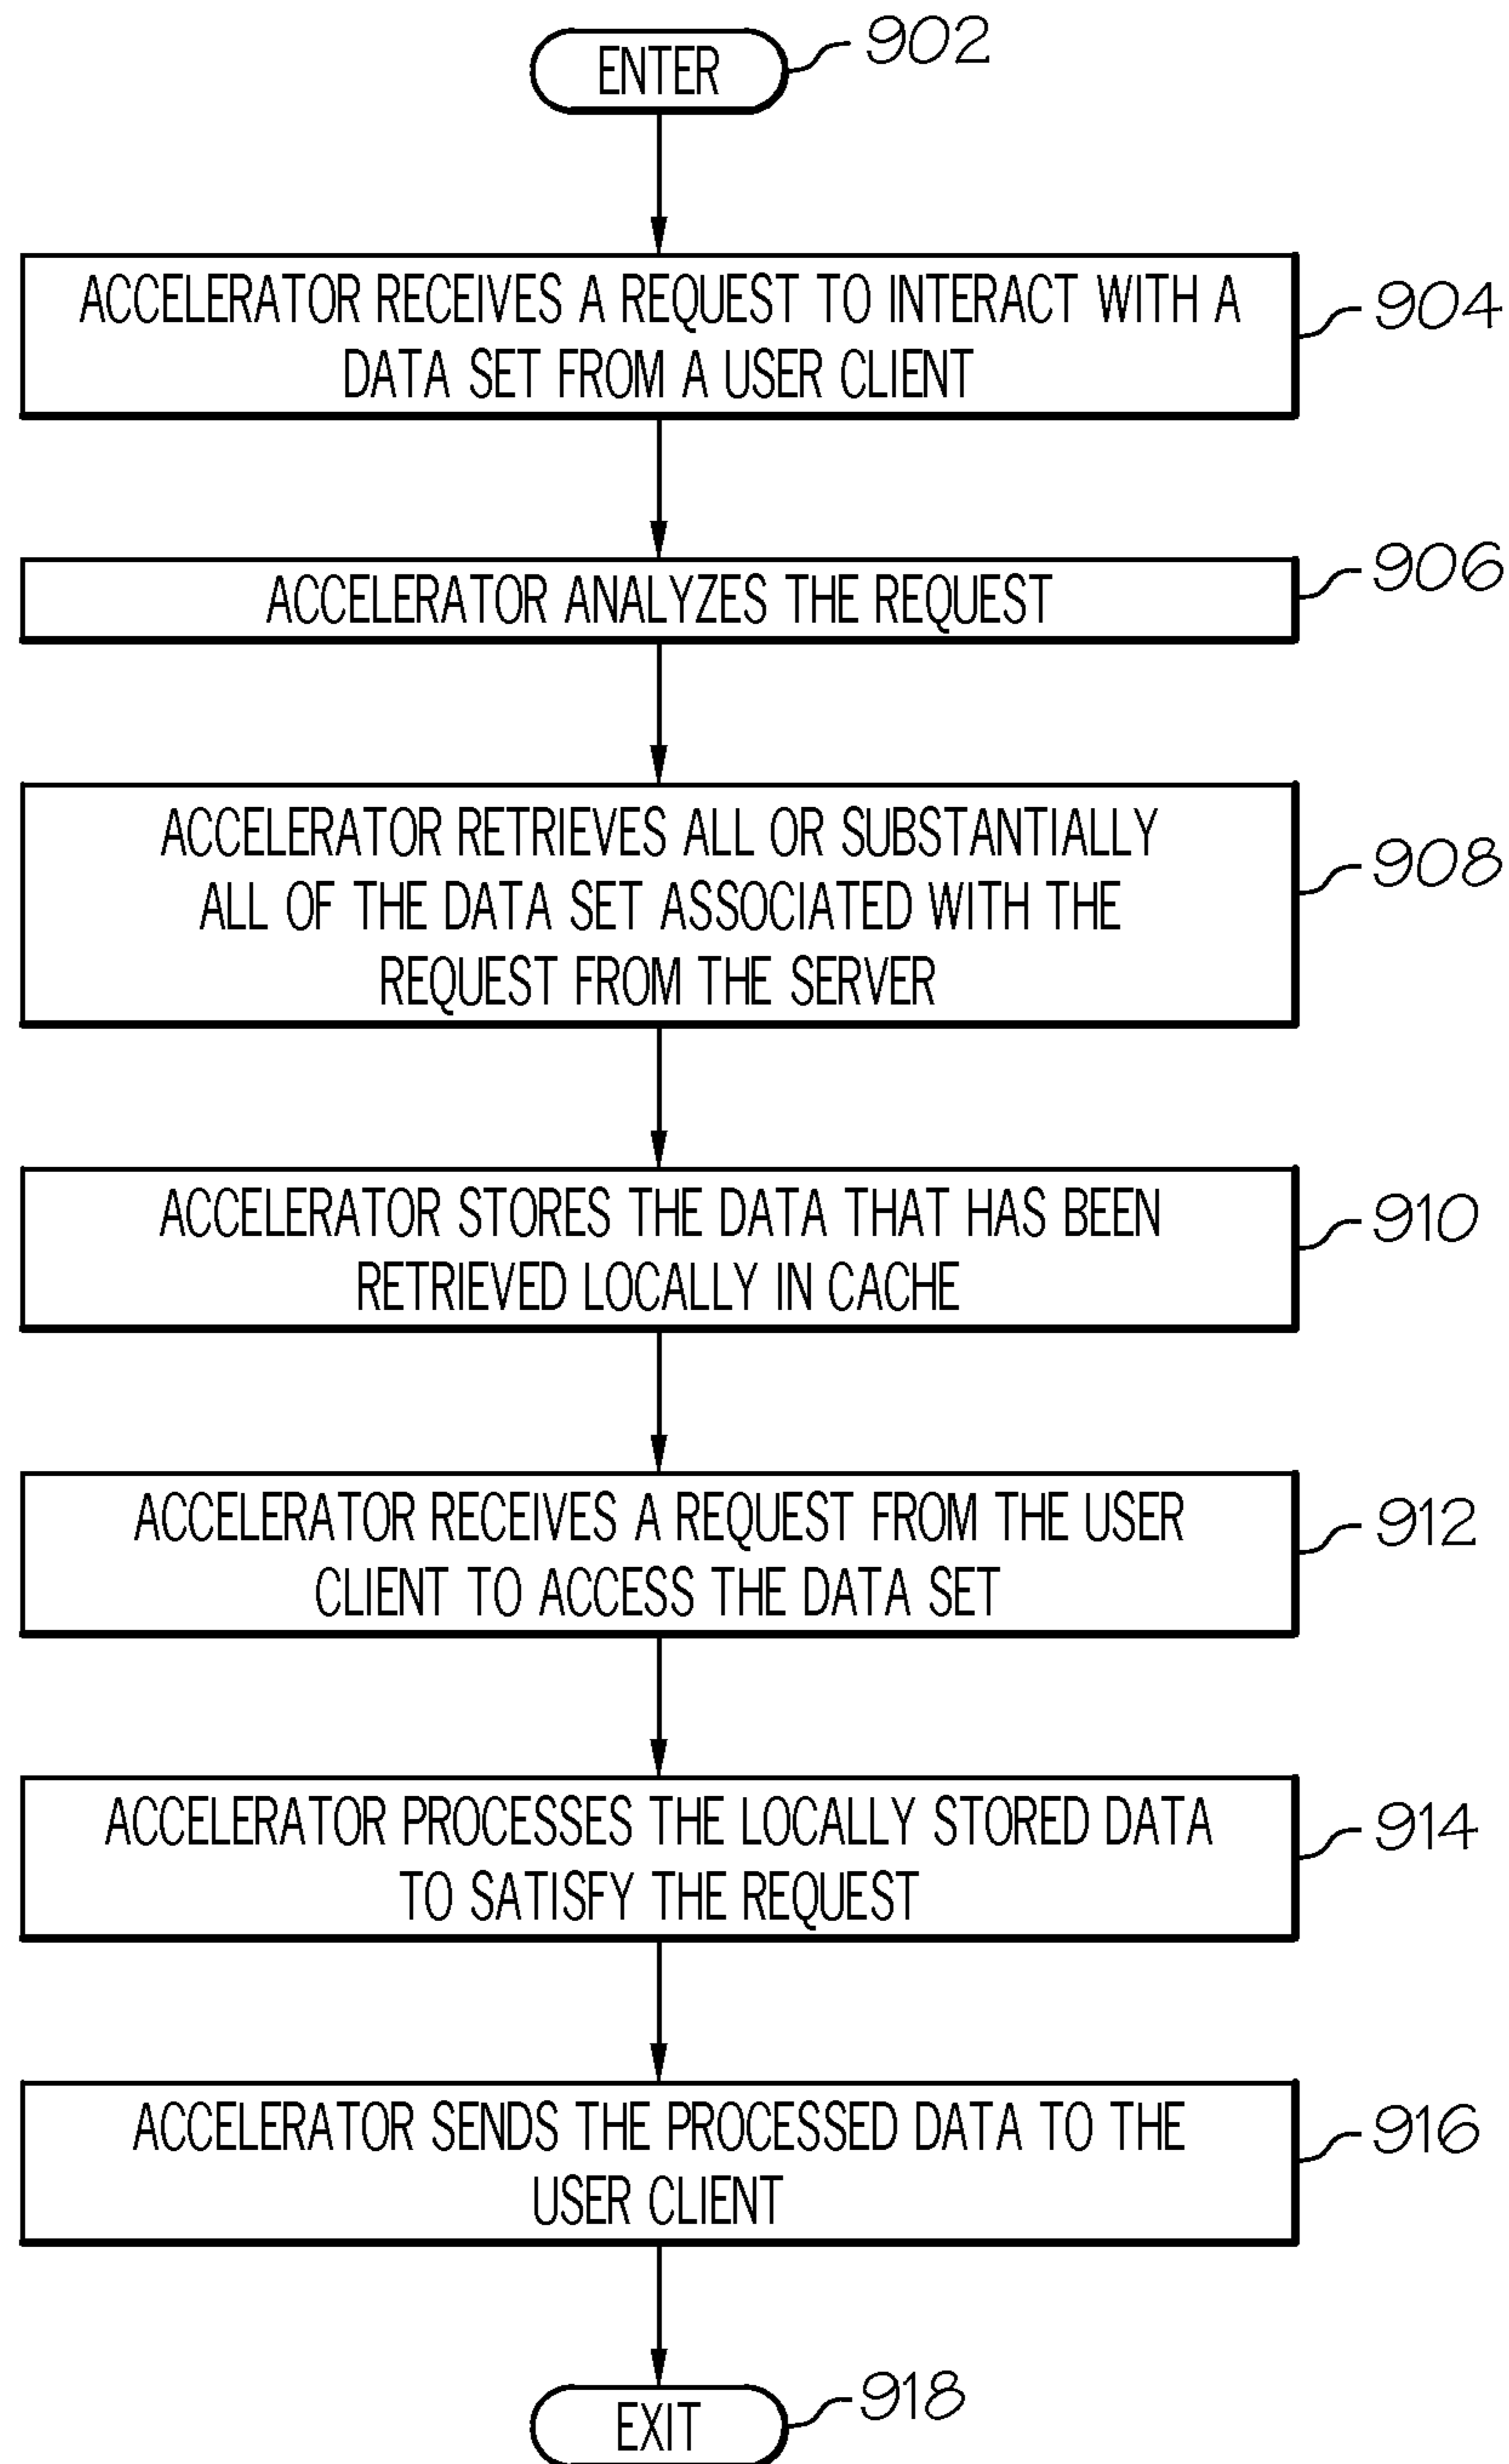 ENTER
902
ACCELERATOR RECEIVES A REQUEST TO INTERACT WITH A
DATA SET FROM A USER CLIENT
904
ACCELERATOR ANALYZES THE REQUEST
906
ACCELERATOR RETRIEVES ALL OR SUBSTANTIALLY
ALL OF THE DATA SET ASSOCIATED WITH THE
REQUEST FROM THE SERVER
908
ACCELERATOR STORES THE DATA THAT HAS BEEN
RETRIEVED LOCALLY IN CACHE
910
ACCELERATOR RECEIVES A REQUEST FROM THE USER
CLIENT TO ACCESS THE DATA SET
912
ACCELERATOR PROCESSES THE LOCALLY STORED DATA
TO SATISFY THE REQUEST
914
ACCELERATOR SENDS THE PROCESSED DATA TO THE
USER CLIENT
916
EXIT
918